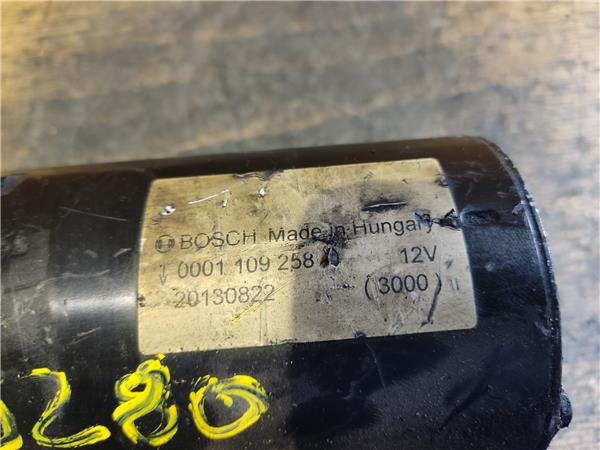 BOSCH Made in Hungary
0001 109 258 12V
20130822 (3000)
280